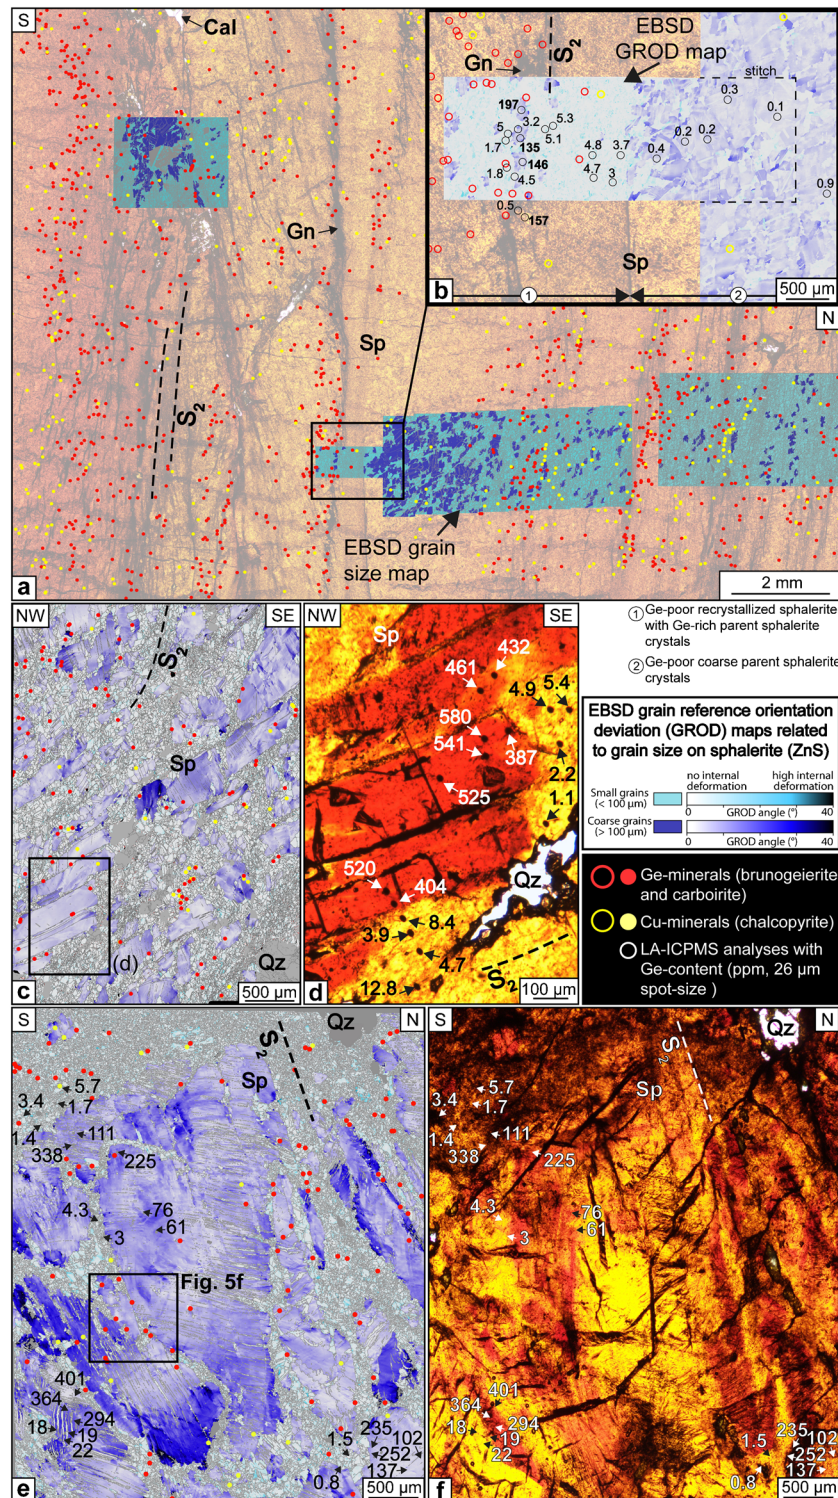 S
Cal
Gn
Sp
S₂
EBSD grain
size map
N
2 mm
a
EBSD
GROD map
Gn
S₂
stitch
0.3
0.1
197
5
3.2
5.3
5.1
1.7
135
4.8
3.7
0.4
0.2
0.2
146
1.8
4.5
4.7
3
0.9
0.5
157
Sp
b
1
2
500 µm
NW
SE
S₂
Sp
(d)
Qz
c
500 µm
NW
SE
Sp
432
461
4.9
5.4
580
541
387
2.2
525
1.1
520
404
Qz
8.4
3.9
4.7
12.8
S₂
d
100 µm
1 Ge-poor recrystallized sphalerite
with Ge-rich parent sphalerite
crystals
2 Ge-poor coarse parent sphalerite
crystals
EBSD grain reference orientation
deviation (GROD) maps related
to grain size on sphalerite (ZnS)
no internal
deformation
high internal
deformation
Small grains
(< 100 µm)
0 GROD angle (°) 40
Coarse grains
(> 100 µm)
0 GROD angle (°) 40
Ge-minerals (brunogeierite
and carboirite)
Cu-minerals (chalcopyrite)
LA-ICPMS analyses with
Ge-content (ppm, 26 µm
spot-size )
S
N
Qz
S₂
Sp
5.7
3.4
1.7
1.4
111
338
225
4.3
76
3
61
Fig. 5f
401
364
294
18
19
22
1.5
235
102
252
0.8
137
e
500 µm
S
N
Qz
S₂
Sp
5.7
3.4
1.7
1.4
111
338
225
4.3
76
3
61
401
364
294
18
19
22
1.5
235
102
252
0.8
137
f
500 µm